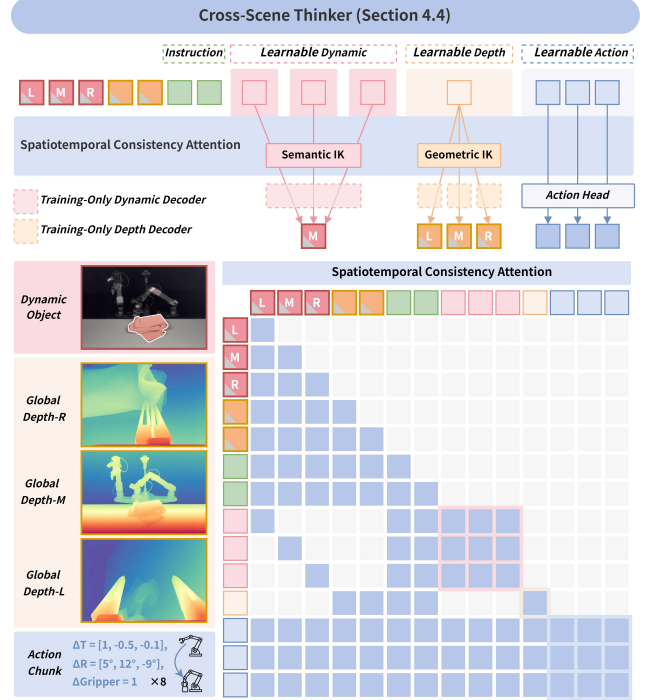 Cross-Scene Thinker (Section 4.4)
Instruction
Learnable Dynamic
Learnable Depth
Learnable Action
L M R
Spatiotemporal Consistency Attention
Semantic IK
Geometric IK
Training-Only Dynamic Decoder
Action Head
Training-Only Depth Decoder
M
L M R
Spatiotemporal Consistency Attention
Dynamic
Object
L M R
L
M
R
Global
Depth-R
Global
Depth-M
Global
Depth-L
Action
Chunk
ΔT = [1, -0.5, -0.1],
ΔR = [5°, 12°, -9°],
ΔGripper = 1 ×8